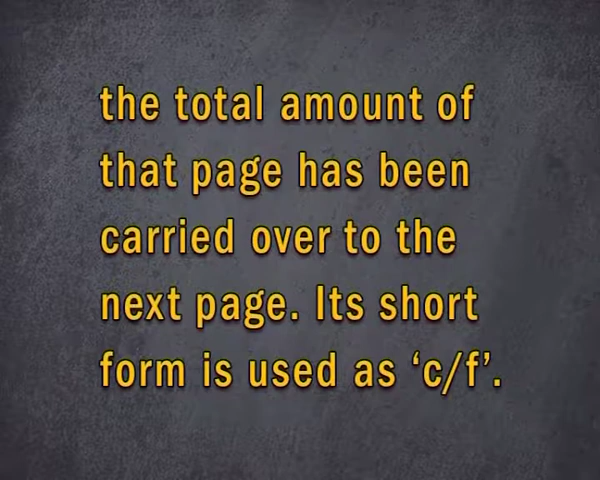 the total amount of
that page has been
carried over to the
next page. Its short
form is used as ‘c/f’.